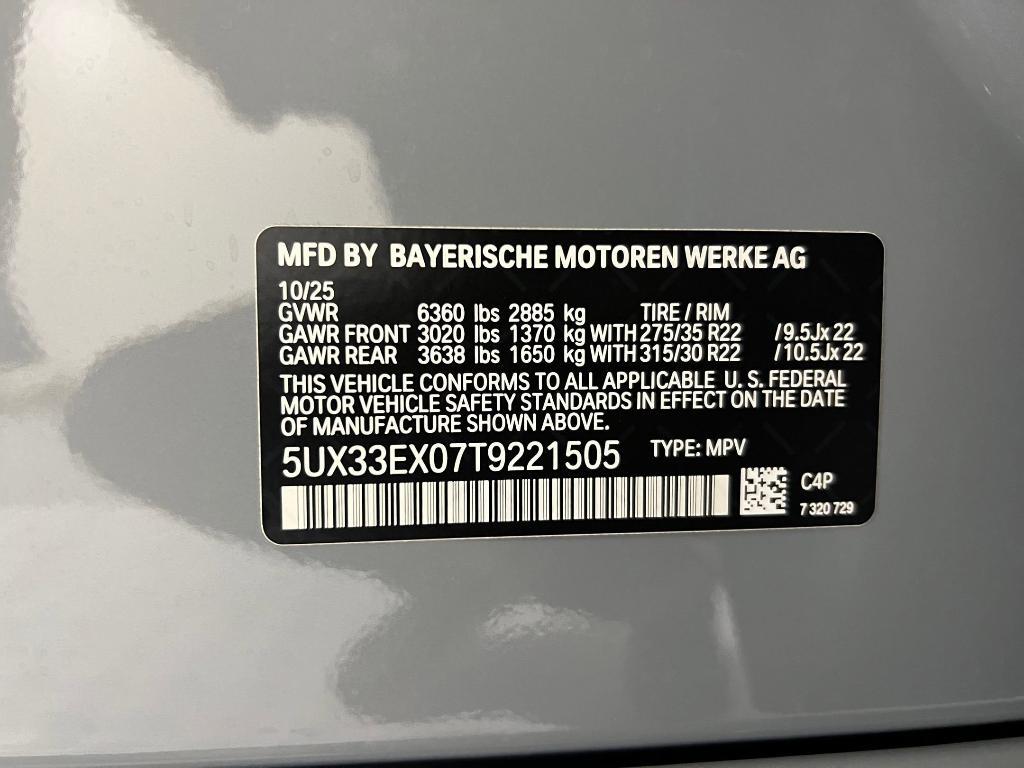 MFD BY BAYERISCHE MOTOREN WERKE AG
10/25
GVWR 6360 lbs 2885 kg TIRE / RIM
GAWR FRONT 3020 lbs 1370 kg WITH 275/35 R22 /9.5Jx 22
GAWR REAR 3638 lbs 1650 kg WITH 315/30 R22 /10.5Jx 22
THIS VEHICLE CONFORMS TO ALL APPLICABLE U. S. FEDERAL
MOTOR VEHICLE SAFETY STANDARDS IN EFFECT ON THE DATE
OF MANUFACTURE SHOWN ABOVE.
5UX33EX07T9221505 TYPE: MPV
C4P
7 320 729